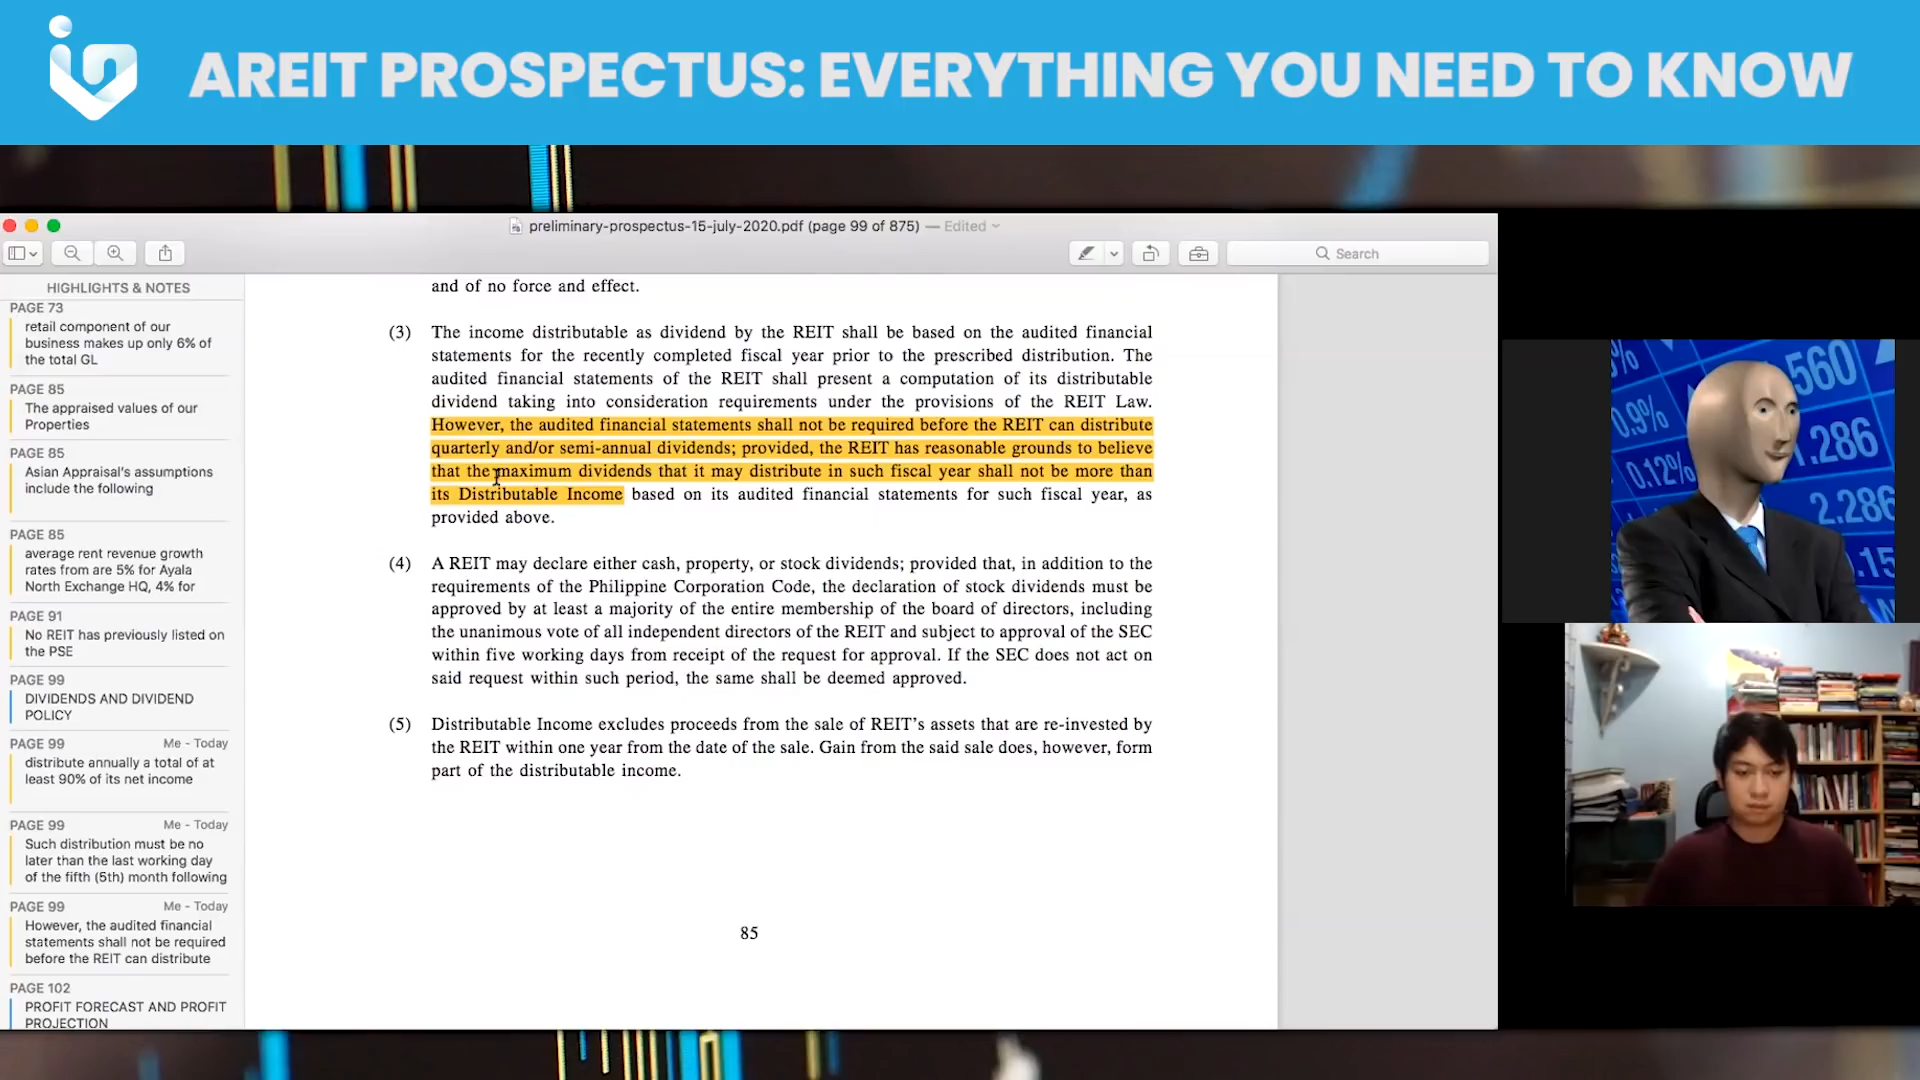 AREIT PROSPECTUS: EVERYTHING YOU NEED TO KNOW
preliminary-prospectus-15-july-2020.pdf (page 99 of 875) — Edited
Search
HIGHLIGHTS & NOTES
PAGE 73
retail component of our
business makes up only 6% of
the total GL
PAGE 85
The appraised values of our
Properties
PAGE 85
Asian Appraisal's assumptions
include the following
PAGE 85
average rent revenue growth
rates from are 5% for Ayala
North Exchange HQ, 4% for
PAGE 91
No REIT has previously listed on
the PSE
PAGE 99
DIVIDENDS AND DIVIDEND
POLICY
PAGE 99 Me - Today
distribute annually a total of at
least 90% of its net income
PAGE 99 Me - Today
Such distribution must be no
later than the last working day
of the fifth (5th) month following
PAGE 99 Me - Today
However, the audited financial
statements shall not be required
before the REIT can distribute
PAGE 102
PROFIT FORECAST AND PROFIT
PROJECTION
and of no force and effect.
(3) The income distributable as dividend by the REIT shall be based on the audited financial
statements for the recently completed fiscal year prior to the prescribed distribution. The
audited financial statements of the REIT shall present a computation of its distributable
dividend taking into consideration requirements under the provisions of the REIT Law.
However, the audited financial statements shall not be required before the REIT can distribute
quarterly and/or semi-annual dividends; provided, the REIT has reasonable grounds to believe
that the maximum dividends that it may distribute in such fiscal year shall not be more than
its Distributable Income based on its audited financial statements for such fiscal year, as
provided above.
(4) A REIT may declare either cash, property, or stock dividends; provided that, in addition to the
requirements of the Philippine Corporation Code, the declaration of stock dividends must be
approved by at least a majority of the entire membership of the board of directors, including
the unanimous vote of all independent directors of the REIT and subject to approval of the SEC
within five working days from receipt of the request for approval. If the SEC does not act on
said request within such period, the same shall be deemed approved.
(5) Distributable Income excludes proceeds from the sale of REIT's assets that are re-invested by
the REIT within one year from the date of the sale. Gain from the said sale does, however, form
part of the distributable income.
85
560
0.9%
1.286
0.12%
2.286